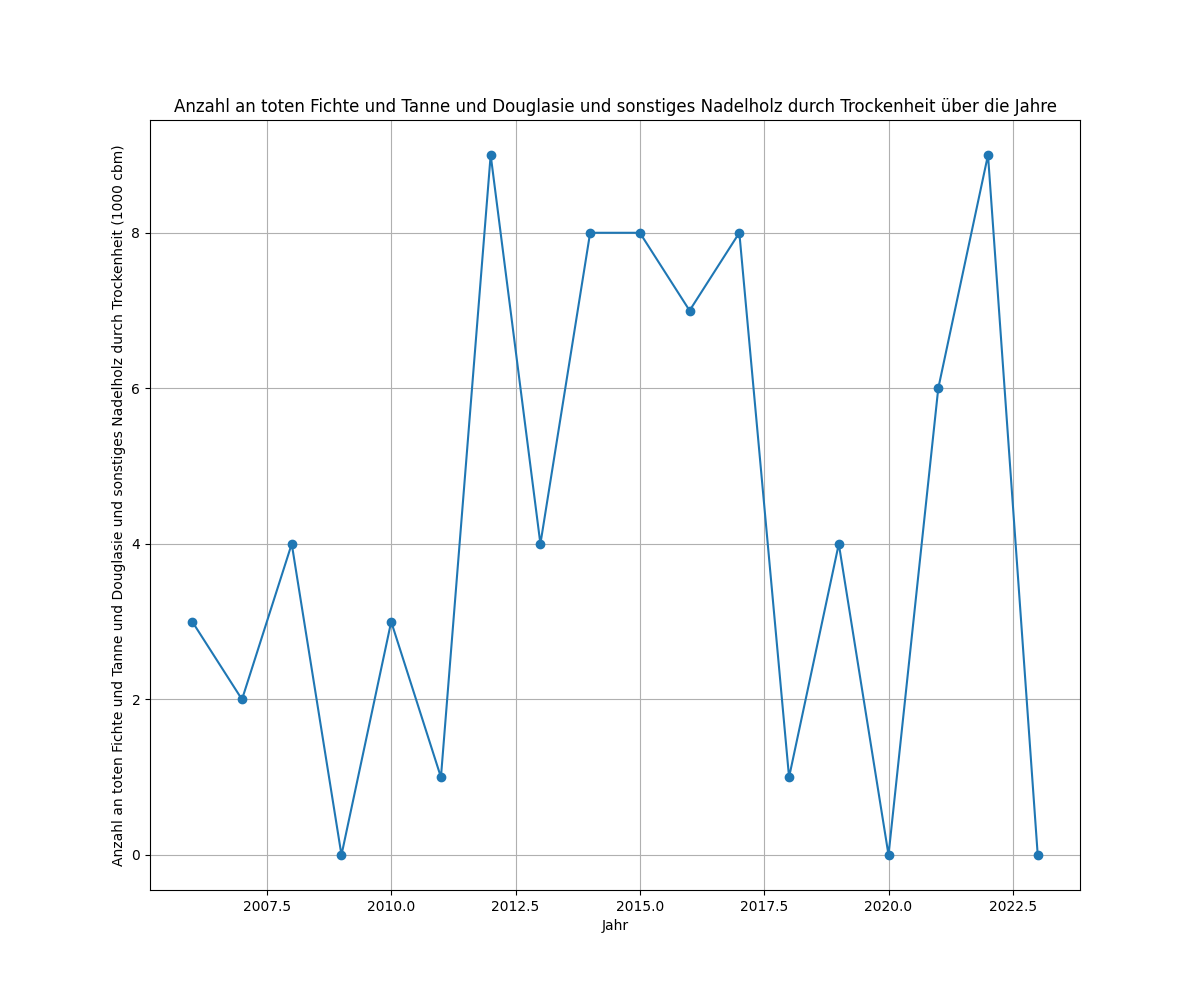 Anzahl an toten Fichte und Tanne und Douglasie und sonstiges Nadelholz durch Trockenheit über die Jahre
Anzahl an toten Fichte und Tanne und Douglasie und sonstiges Nadelholz durch Trockenheit (1000 cbm)
8
6
4
2
0
2007.5 2010.0 2012.5 2015.0 2017.5 2020.0 2022.5
Jahr